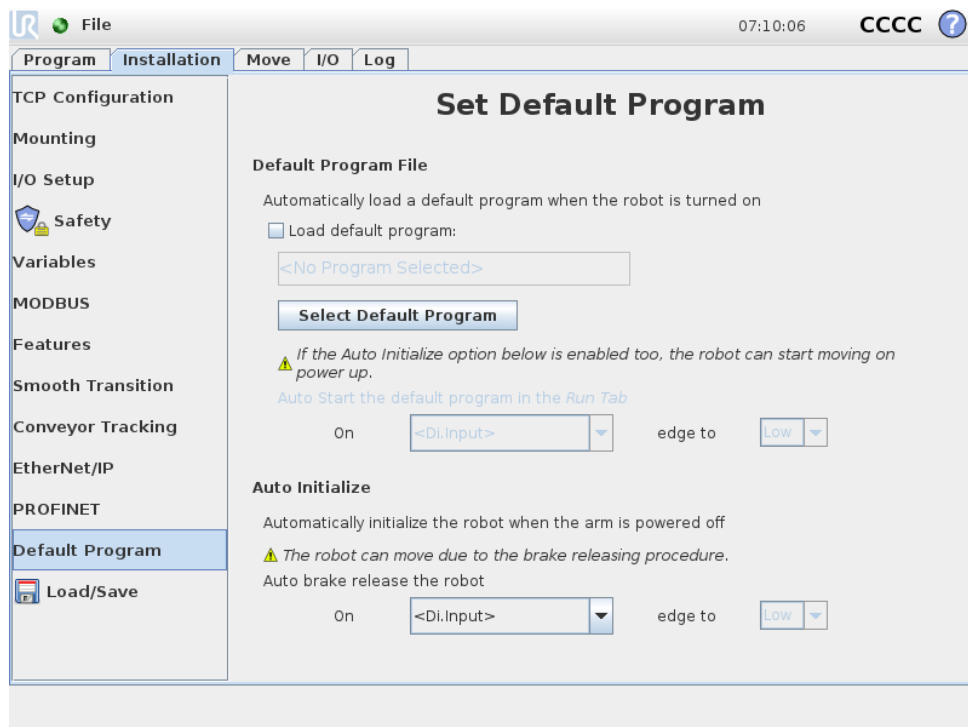 UR File 07:10:06 CCCC ?
Program Installation Move I/O Log
TCP Configuration
Mounting
I/O Setup
Safety
Variables
MODBUS
Features
Smooth Transition
Conveyor Tracking
EtherNet/IP
PROFINET
Default Program
Load/Save
Set Default Program
Default Program File
Automatically load a default program when the robot is turned on
Load default program:
<No Program Selected>
Select Default Program
If the Auto Initialize option below is enabled too, the robot can start moving on
power up.
Auto Start the default program in the Run Tab
On <Di.Input> edge to Low
Auto Initialize
Automatically initialize the robot when the arm is powered off
The robot can move due to the brake releasing procedure.
Auto brake release the robot
On <Di.Input> edge to Low